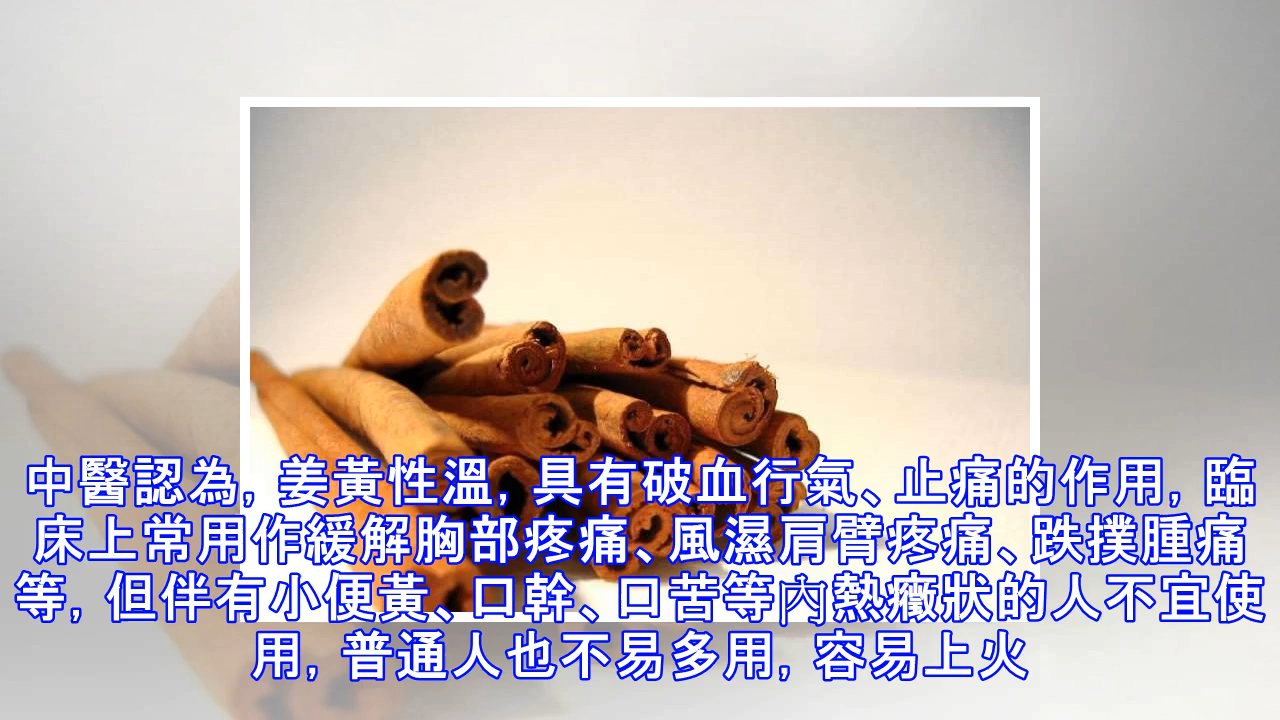 中醫認為, 姜黃性溫, 具有破血行氣、止痛的作用, 臨
床上常用作緩解胸部疼痛、風濕肩臂疼痛、跌撲腫痛
等, 但伴有小便黃、口幹、口苦等內熱癥狀的人不宜使
用, 普通人也不易多用, 容易上火